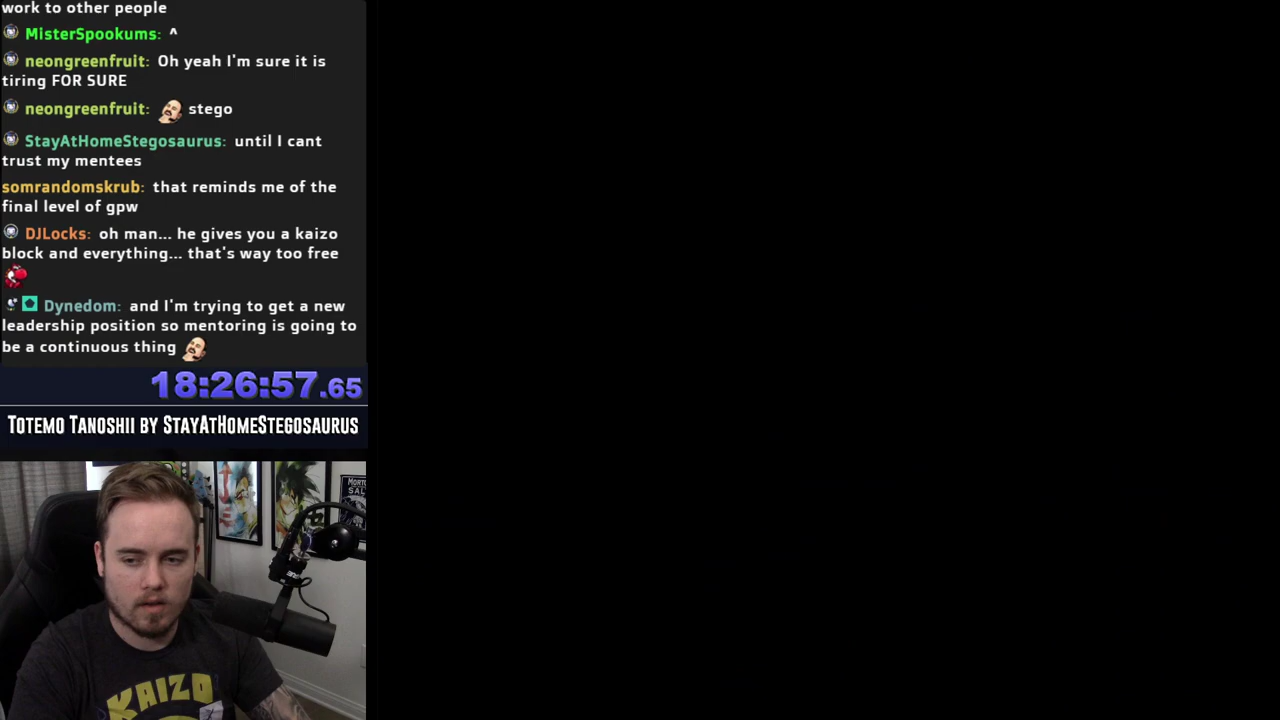 work to other people
MisterSpookums: ^
neongreenfruit: Oh yeah I'm sure it is
tiring FOR SURE
neongreenfruit: stego
StayAtHomeStegosaurus: until I cant
trust my mentees
somrandomskrub: that reminds me of the
final level of gpw
DJLocks: oh man... he gives you a kaizo
block and everything... that's way too free
Dynedom: and I'm trying to get a new
leadership position so mentoring is going to
be a continuous thing
18:26:57.65
TOTEMO TANOSHII BY STAYATHOMESTEGOSAURUS
MORTO
SAL
KAIZO